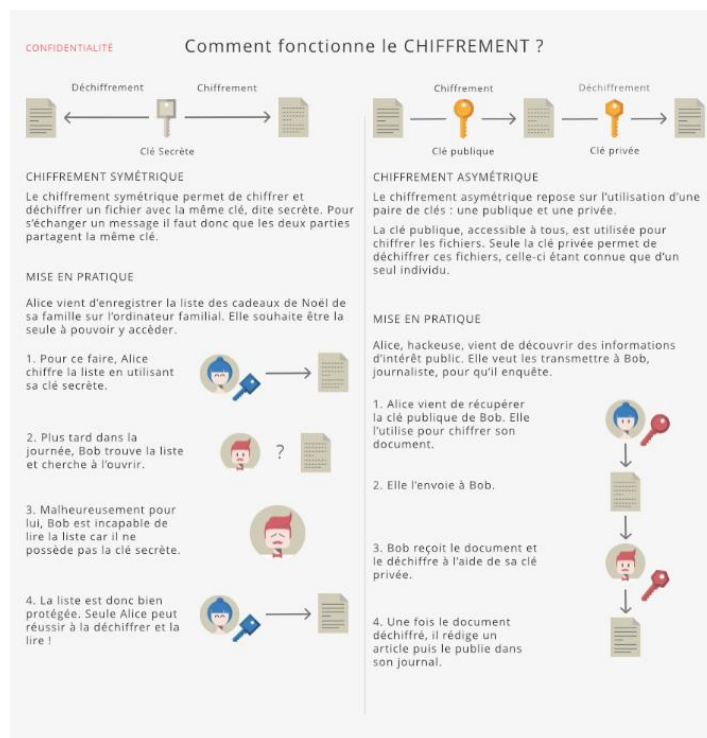 CONFIDENTIALITÉ
Comment fonctionne le CHIFFREMENT ?
Déchiffrement
Chiffrement
Clé Secrète
CHIFFREMENT SYMÉTRIQUE
Le chiffrement symétrique permet de chiffrer et
déchiffrer un fichier avec la même clé, dite secrète. Pour
s'échanger un message il faut donc que les deux parties
partagent la même clé.
MISE EN PRATIQUE
Alice vient d'enregistrer la liste des cadeaux de Noël de
sa famille sur l'ordinateur familial. Elle souhaite être la
seule à pouvoir y accèder.
1. Pour ce faire, Alice
chiffre la liste en utilisant
sa clé secrète.
2. Plus tard dans la
journée, Bob trouve la liste
et cherche à l'ouvrir.
?
3. Malheureusement pour
lui, Bob est incapable de
lire la liste car il ne
possède pas la clé secrète.
4. La liste est donc bien
protégée. Seule Alice peut
réussir à la déchiffrer et la
lire !
Chiffrement
Déchiffrement
Clé publique
Clé privée
CHIFFREMENT ASYMÉTRIQUE
Le chiffrement asymétrique repose sur l'utilisation d'une
paire de clés : une publique et une privée.
La clé publique, accessible à tous, est utilisée pour
chiffrer les fichiers. Seule la clé privée permet de
déchiffrer ces fichiers, celle-ci étant connue que d'un
seul individu.
MISE EN PRATIQUE
Alice, hackeuse, vient de découvrir des informations
d'intérêt public. Elle veut les transmettre à Bob,
journaliste, pour qu'il enquête.
1. Alice vient de récupérer
la clé publique de Bob. Elle
l'utilise pour chiffrer son
document.
2. Elle l'envoie à Bob.
3. Bob reçoit le document et
le déchiffre à l'aide de sa clé
privée.
4. Une fois le document
déchiffré, il rédige un
article puis le publie dans
son journal.